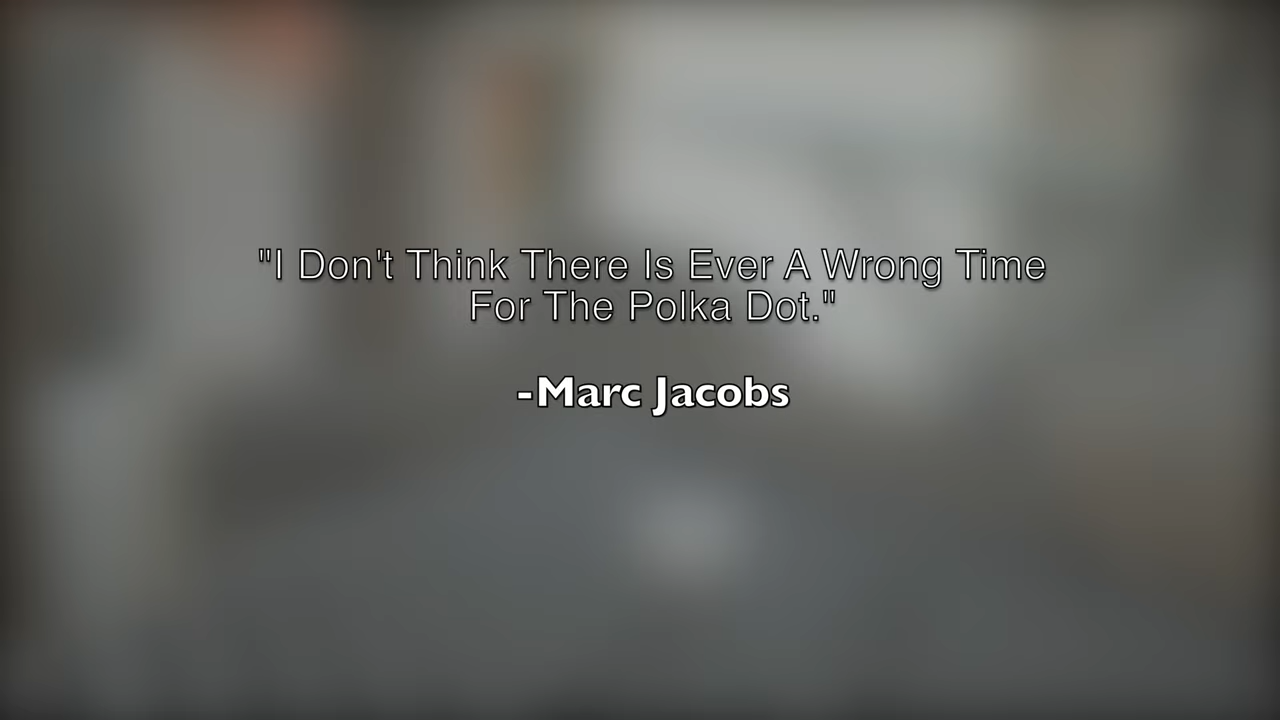 "I Don't Think There Is Ever A Wrong Time
For The Polka Dot."
-Marc Jacobs